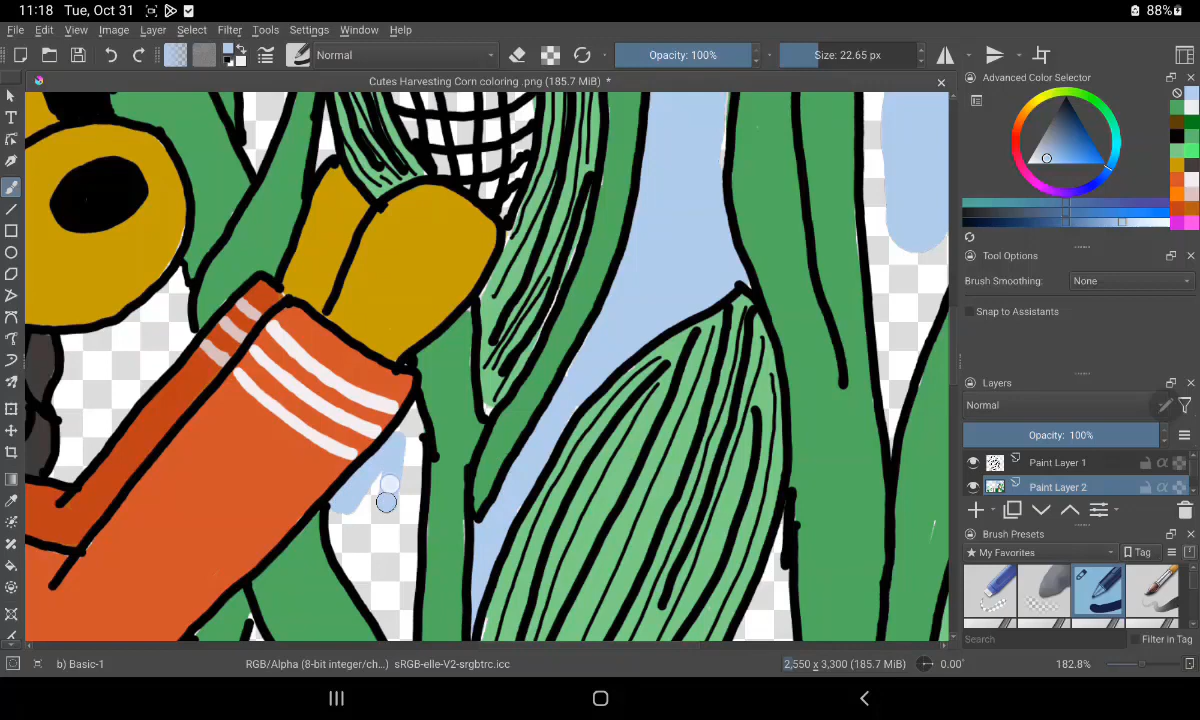 11:18 Tue, Oct 31 88%
File Edit View Image Layer Select Filter Tools Settings Window Help
Normal Opacity: 100% Size: 22.65 px
Cutes Harvesting Corn coloring .png (185.7 MiB) *
Advanced Color Selector
Tool Options
Brush Smoothing: None
Snap to Assistants
Layers
Normal
Opacity: 100%
Paint Layer 1
Paint Layer 2
Brush Presets
My Favorites Tag
Search Filter in Tag
b) Basic-1 RGB/Alpha (8-bit integer/ch...) sRGB-elle-V2-srgbtrc.icc 2,550 x 3,300 (185.7 MiB) 0.00° 182.8%